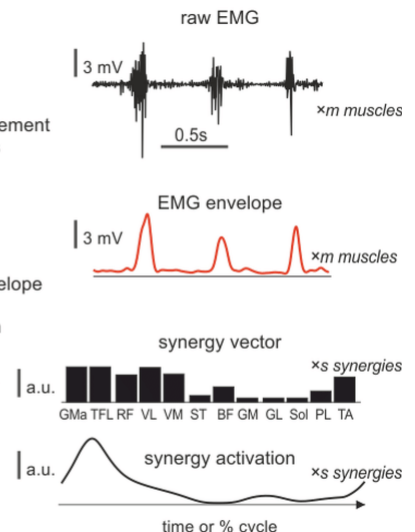 raw EMG
3 mV
ement
×m muscles
0.5s
EMG envelope
3 mV
×m muscles
elope
synergy vector
×s synergies
a.u.
GMa TFL RF VL VM ST BF GM GL Sol PL TA
synergy activation
a.u.
×s synergies
time or % cycle